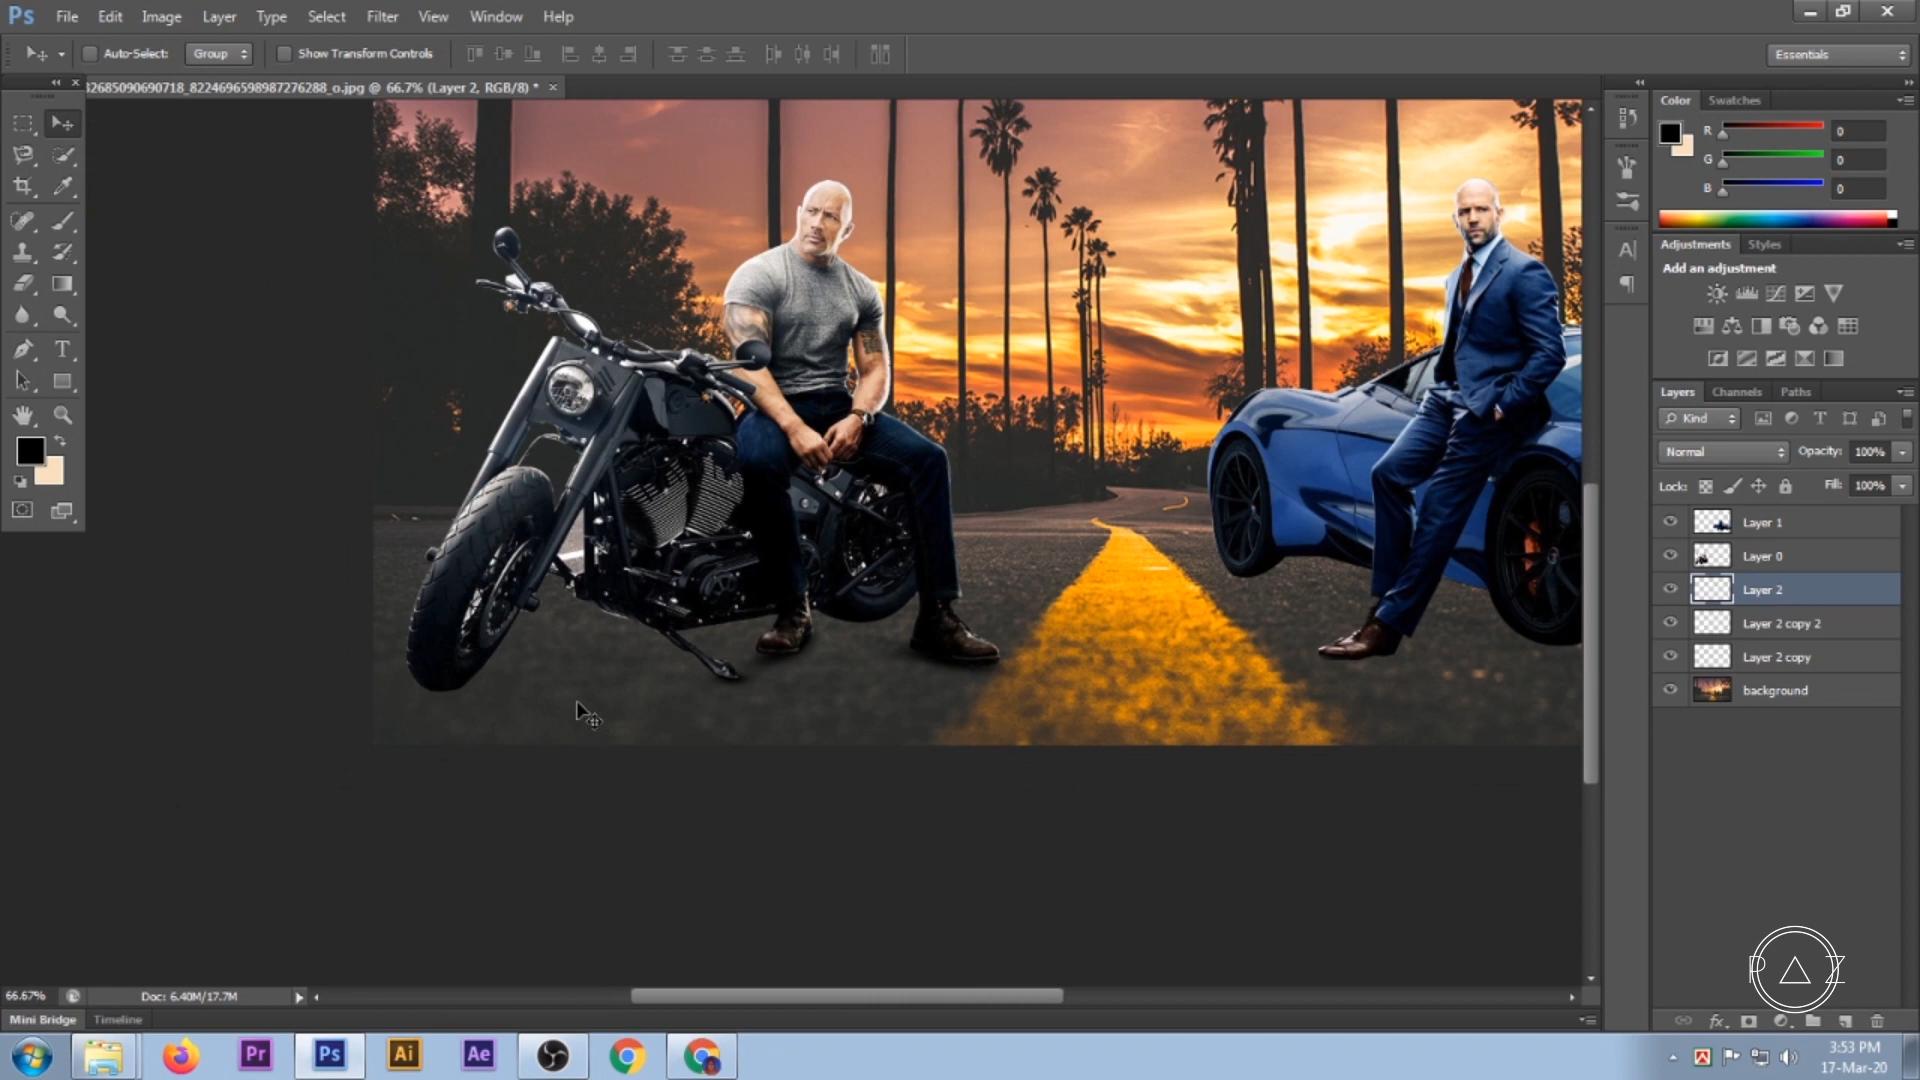 Ps File Edit Image Layer Type Select Filter View Window Help
Auto-Select: Group Show Transform Controls Essentials
32685090690718_8224696598987276288_o.jpg @ 66.7% (Layer 2, RGB/8) *
Color Swatches
R 0
G 0
B 0
Adjustments Styles
Add an adjustment
Layers Channels Paths
Kind
Normal Opacity: 100%
Lock: Fill: 100%
Layer 1
Layer 0
Layer 2
Layer 2 copy 2
Layer 2 copy
background
P Z
66.67% Doc: 6.40M/17.7M
Mini Bridge Timeline
Pr Ps Ai Ae
3:53 PM
17-Mar-20